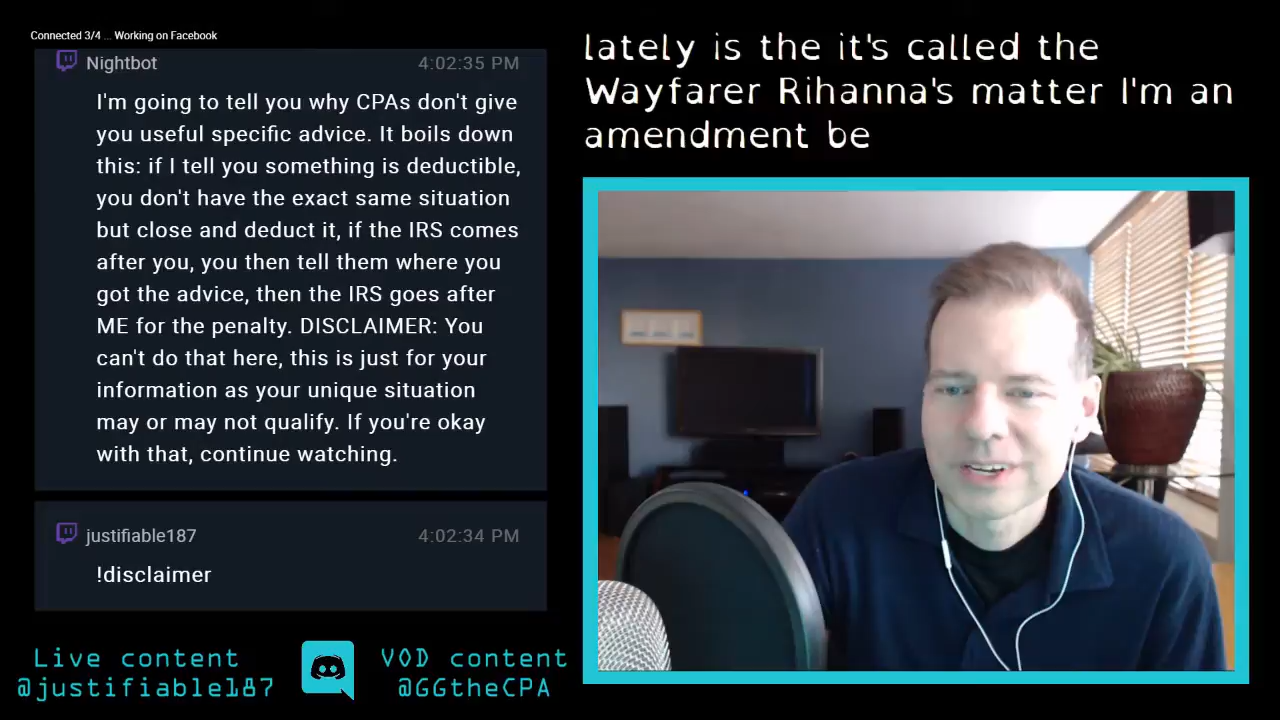 Connected 3/4 ... Working on Facebook
Nightbot 4:02:35 PM
I'm going to tell you why CPAs don't give
you useful specific advice. It boils down
this: if I tell you something is deductible,
you don't have the exact same situation
but close and deduct it, if the IRS comes
after you, you then tell them where you
got the advice, then the IRS goes after
ME for the penalty. DISCLAIMER: You
can't do that here, this is just for your
information as your unique situation
may or may not qualify. If you're okay
with that, continue watching.
justifiable187 4:02:34 PM
!disclaimer
Live content
@justifiable187
VOD content
@GGtheCPA
lately is the it's called the
Wayfarer Rihanna's matter I'm an
amendment be